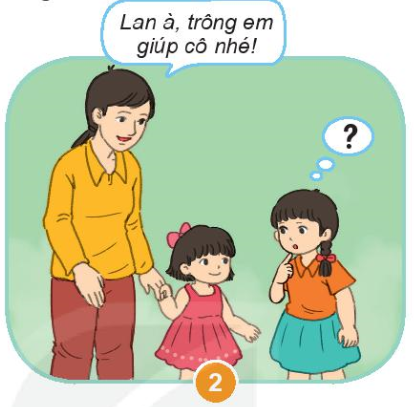 Lan à, trông em
giúp cô nhé!
?
2